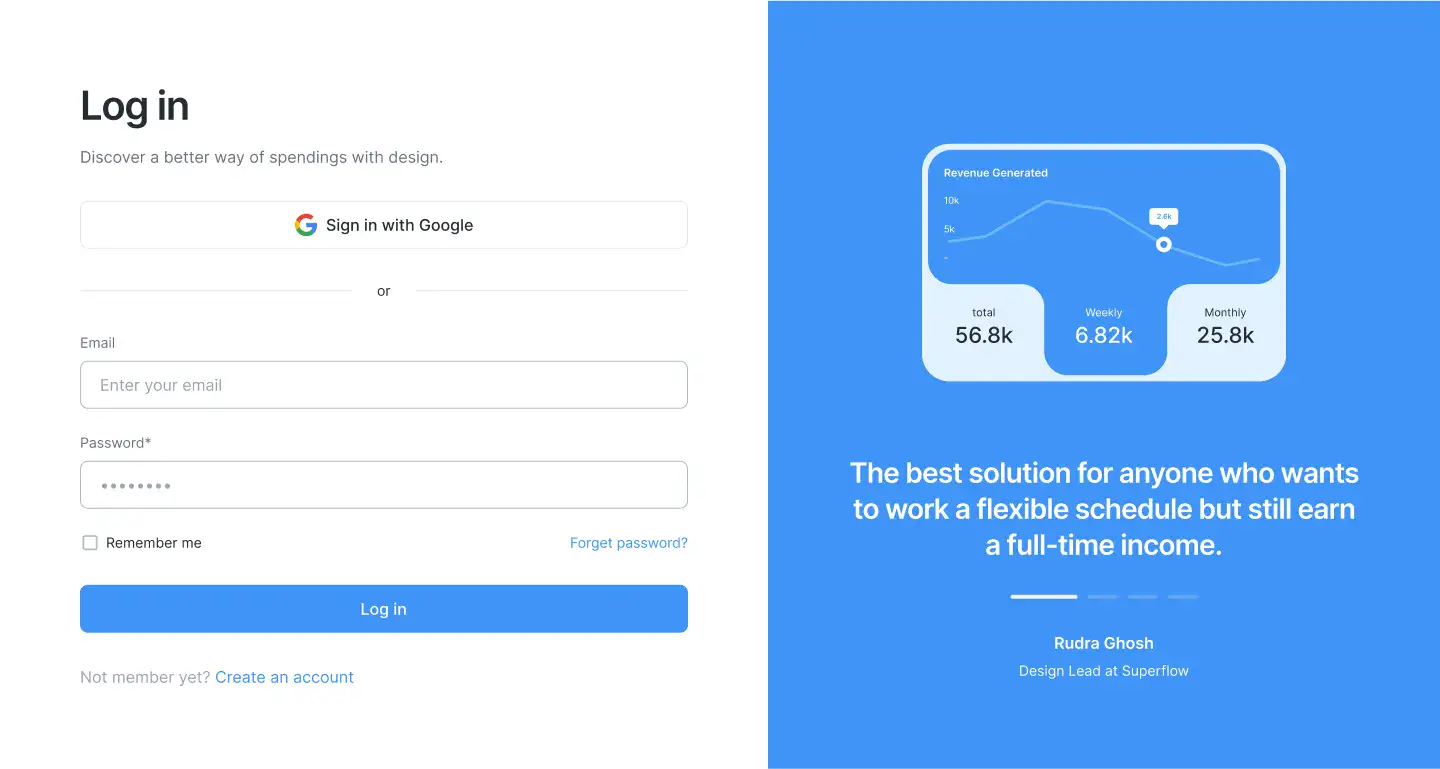 Log in
Discover a better way of spendings with design.
Sign in with Google
or
Email
Enter your email
Password*
Remember me
Forget password?
Log in
Not member yet? Create an account
Revenue Generated
10k
5k
-
2.6k
total
56.8k
Weekly
6.82k
Monthly
25.8k
The best solution for anyone who wants
to work a flexible schedule but still earn
a full-time income.
Rudra Ghosh
Design Lead at Superflow